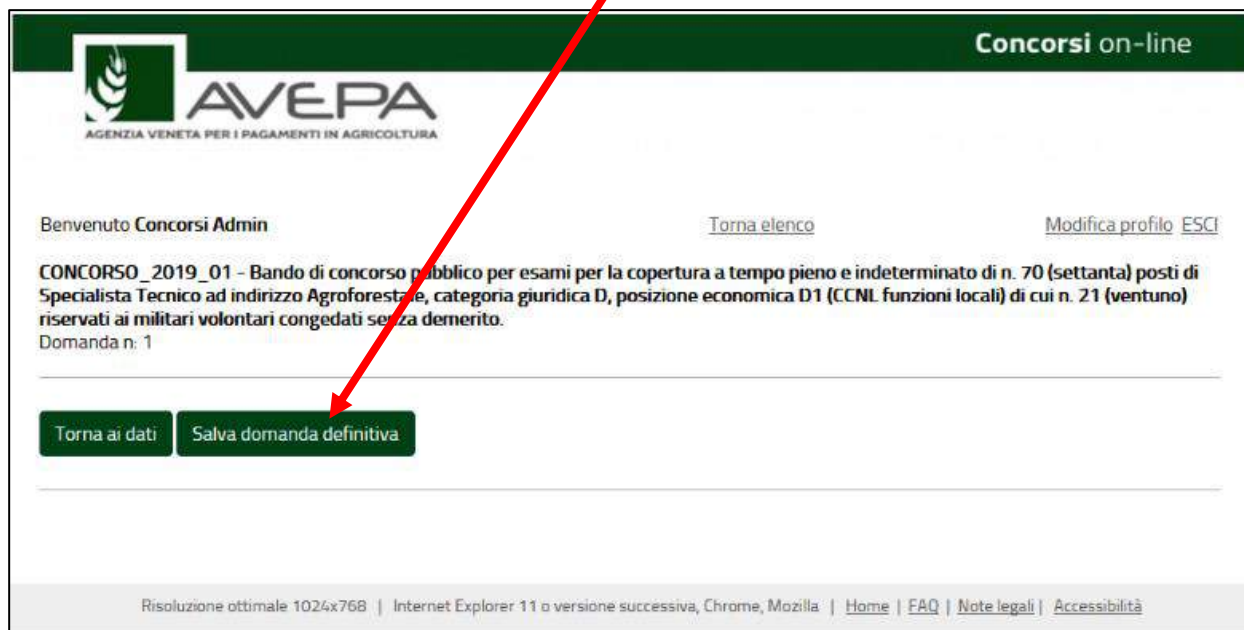 Concorsi on-line
AVEPA
AGENZIA VENETA PER I PAGAMENTI IN AGRICOLTURA
Benvenuto Concorsi Admin Torna elenco Modifica profilo ESCI
CONCORSO_2019_01 - Bando di concorso pubblico per esami per la copertura a tempo pieno e indeterminato di n. 70 (settanta) posti di
Specialista Tecnico ad indirizzo Agroforestale, categoria giuridica D, posizione economica D1 (CCNL funzioni locali) di cui n. 21 (ventuno)
riservati ai militari volontari congedati senza demerito.
Domanda n: 1
Torna ai dati Salva domanda definitiva
Risoluzione ottimale 1024x768 | Internet Explorer 11 o versione successiva, Chrome, Mozilla | Home | FAQ | Note legali | Accessibilità